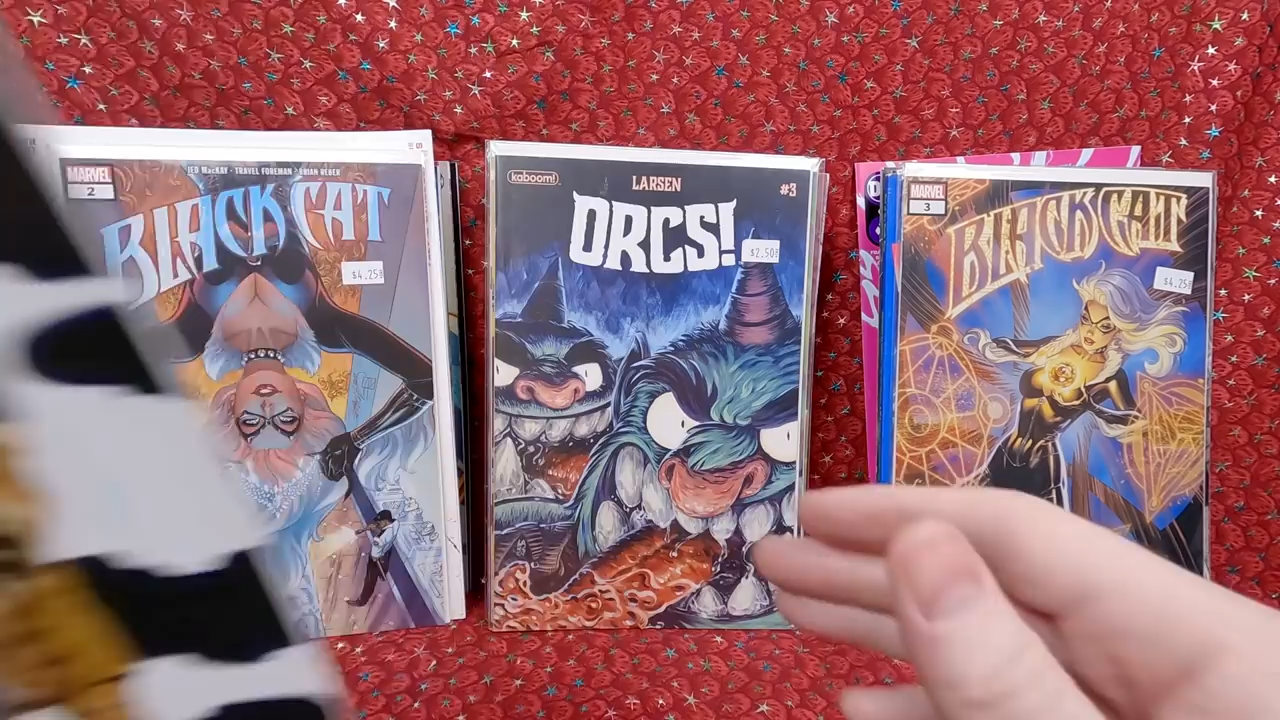 MARVEL
2
JED MacKAY · TRAVEL FOREMAN · BRIAN REBER
BLACK CAT
$4.25
kaboom!
LARSEN
#3
ORCS!
$2.50
MARVEL
3
BLACK CAT
$4.25